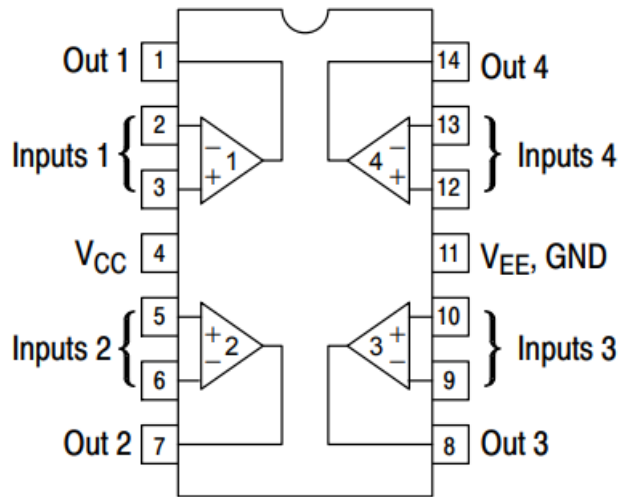 Out 1 1 14 Out 4
Inputs 1 2 − 1 4 − 13 Inputs 4
3 + + 12
VCC 4 11 VEE, GND
Inputs 2 5 + 2 3 + 10 Inputs 3
6 − − 9
Out 2 7 8 Out 3